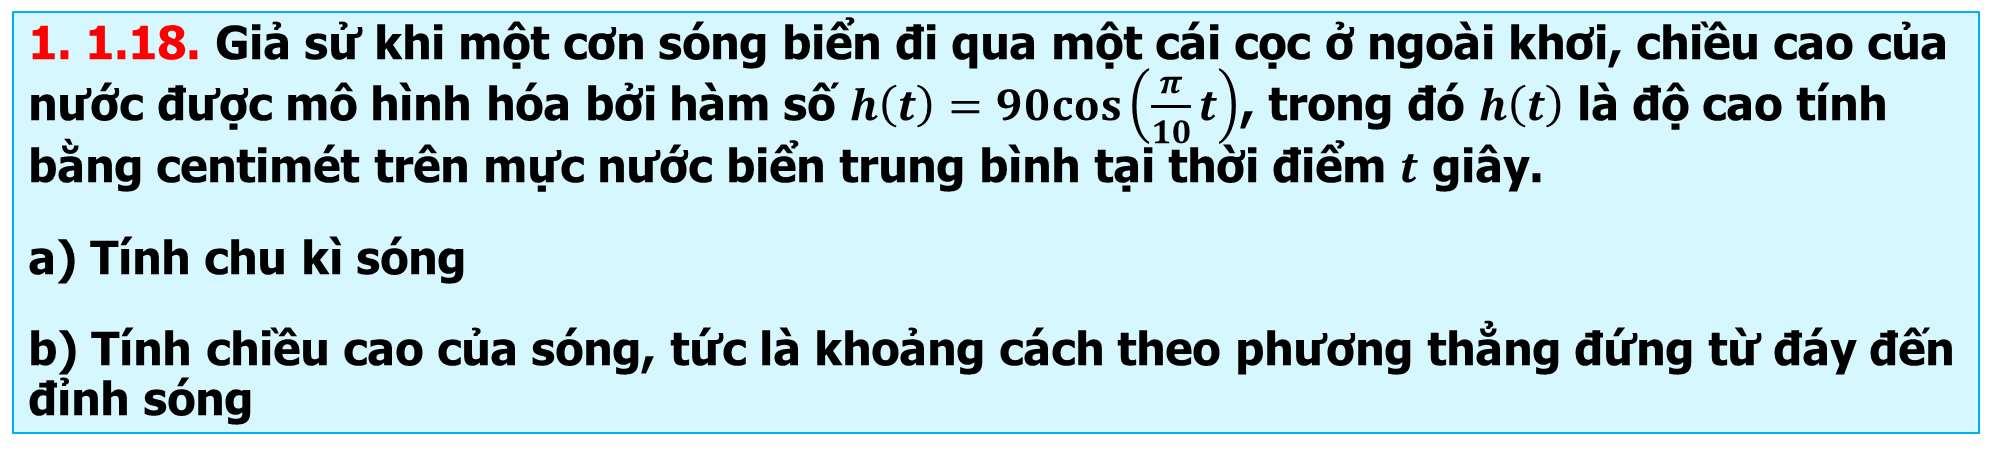 1. 1.18. Giả sử khi một cơn sóng biển đi qua một cái cọc ở ngoài khơi, chiều cao của
nước được mô hình hóa bởi hàm số h(t) = 90cos(π/10 t), trong đó h(t) là độ cao tính
bằng centimét trên mực nước biển trung bình tại thời điểm t giây.
a) Tính chu kì sóng
b) Tính chiều cao của sóng, tức là khoảng cách theo phương thẳng đứng từ đáy đến
đỉnh sóng